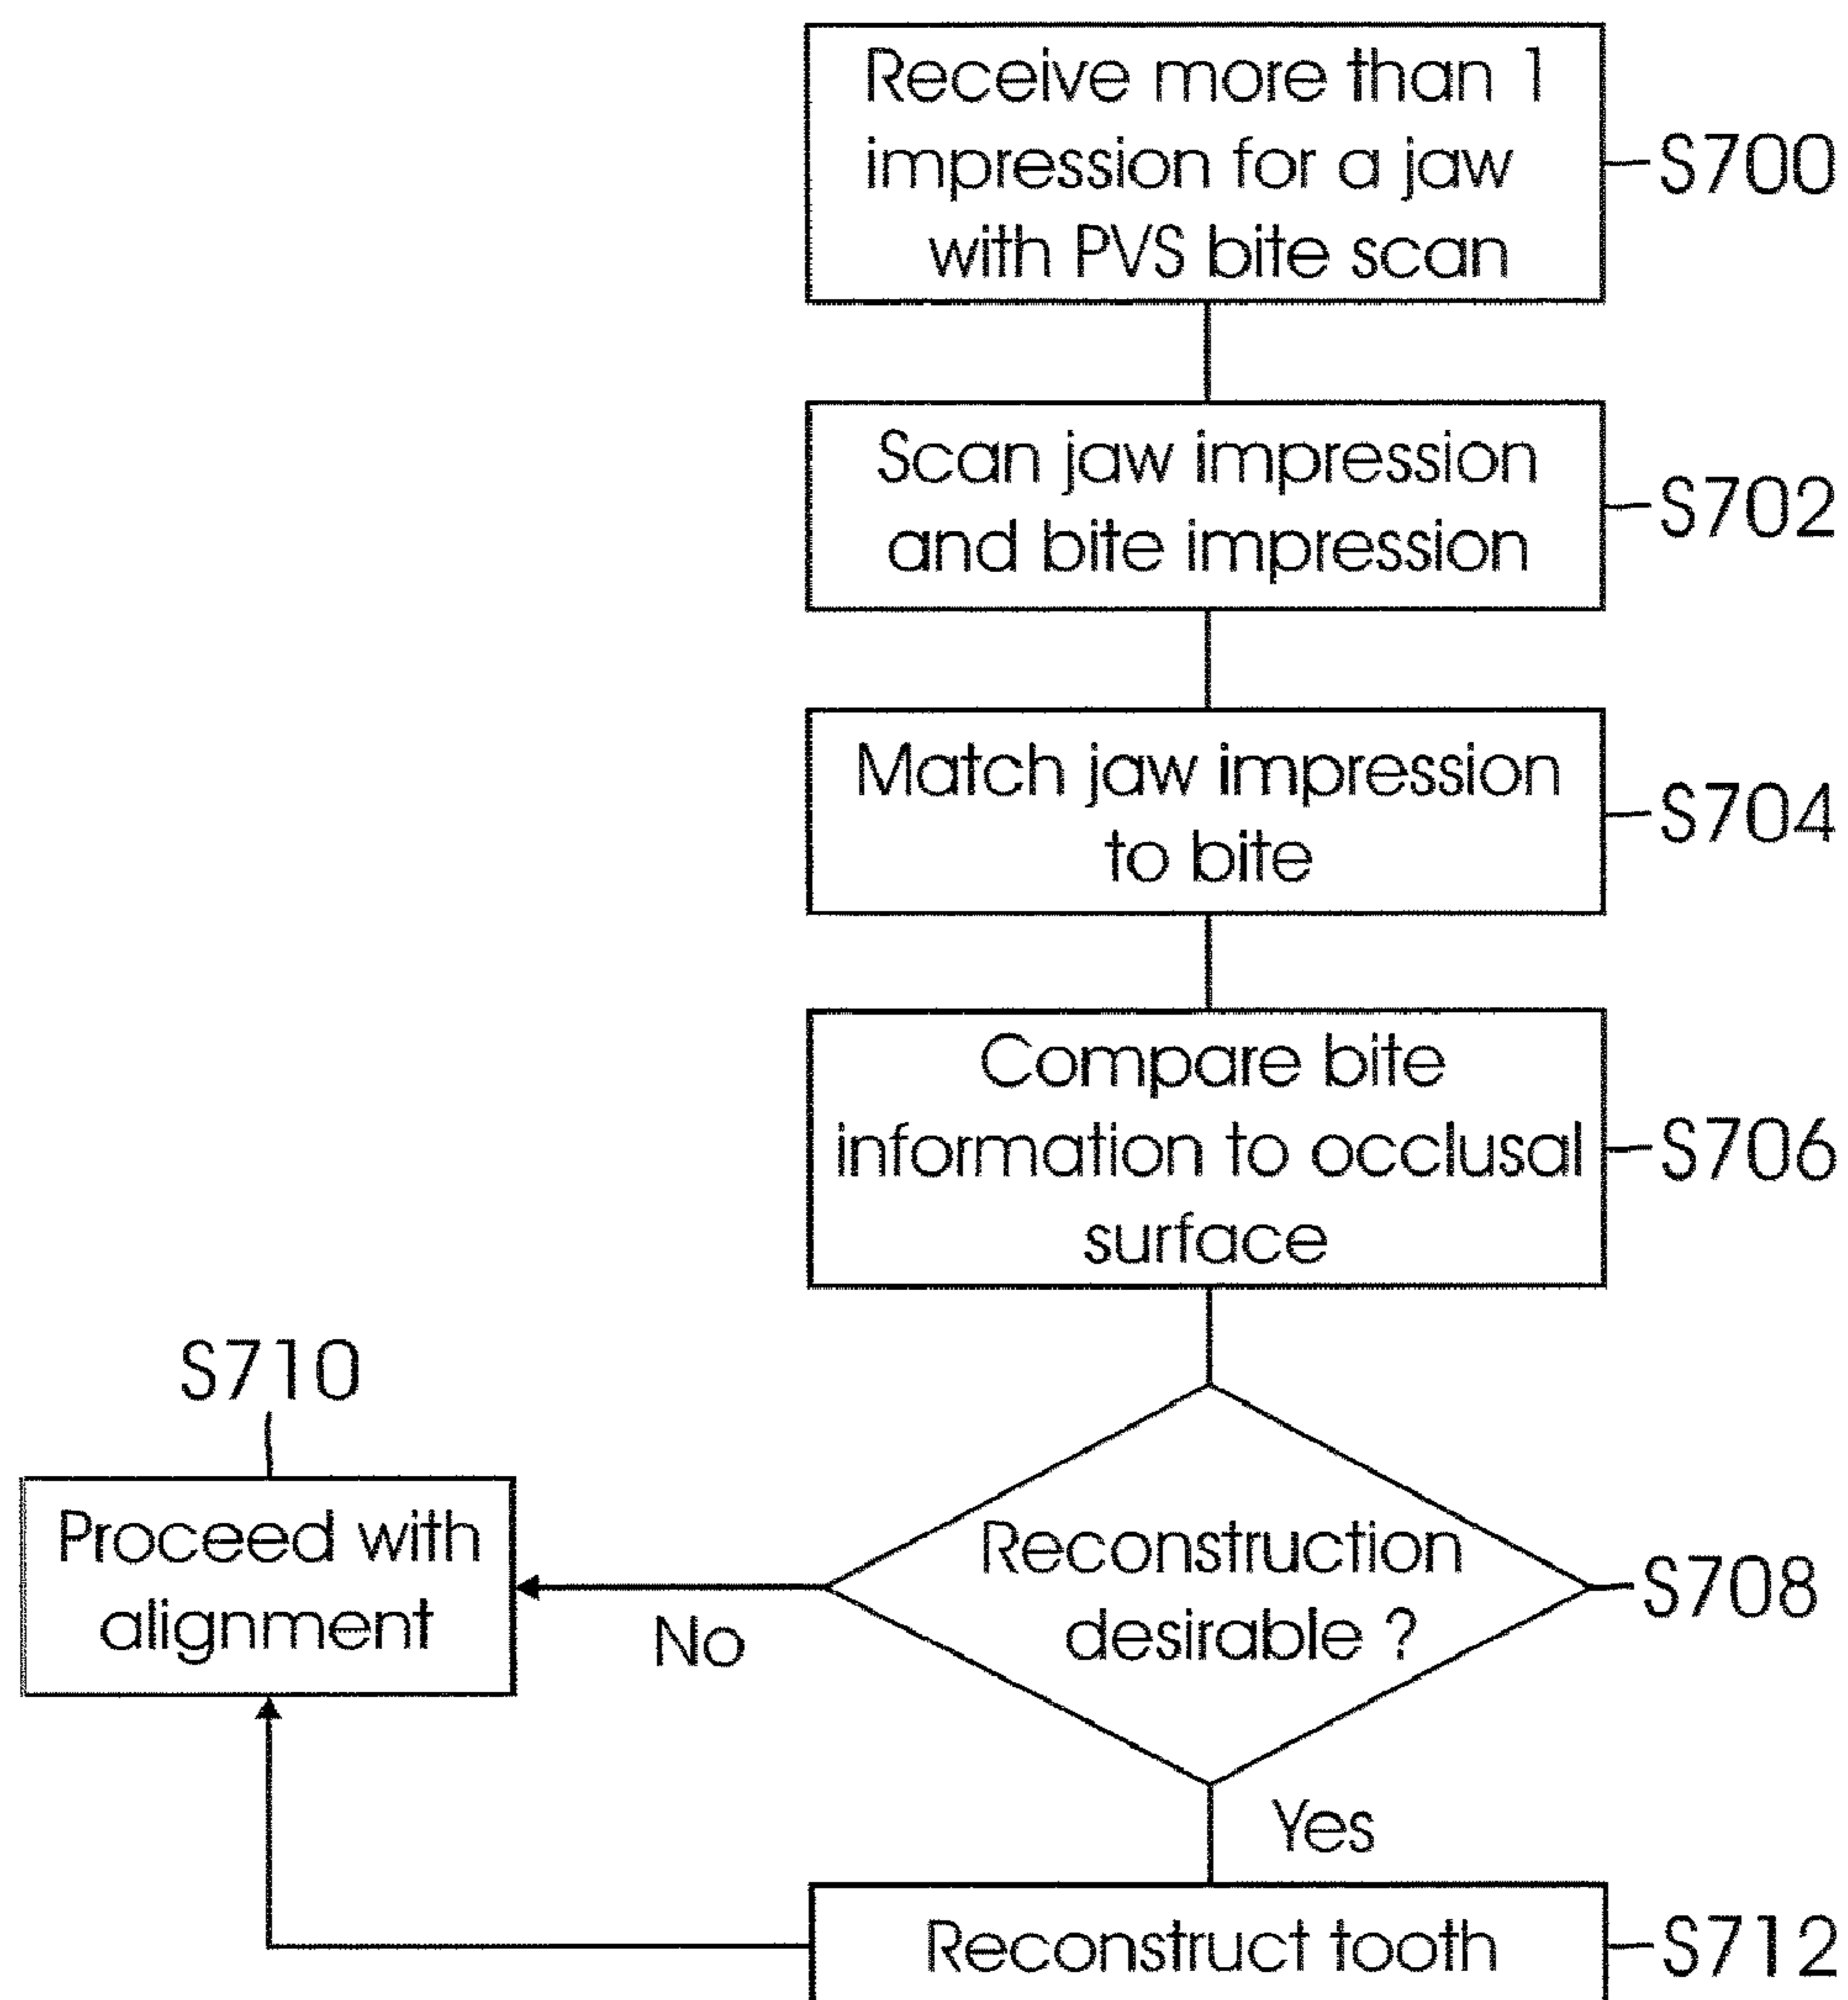 Receive more than 1
impression for a jaw
with PVS bite scan
S700
Scan jaw impression
and bite impression
S702
Match jaw impression
to bite
S704
Compare bite
information to occlusal
surface
S706
S710
Proceed with
alignment
Reconstruction
desirable ?
S708
No
Yes
Reconstruct tooth
S712